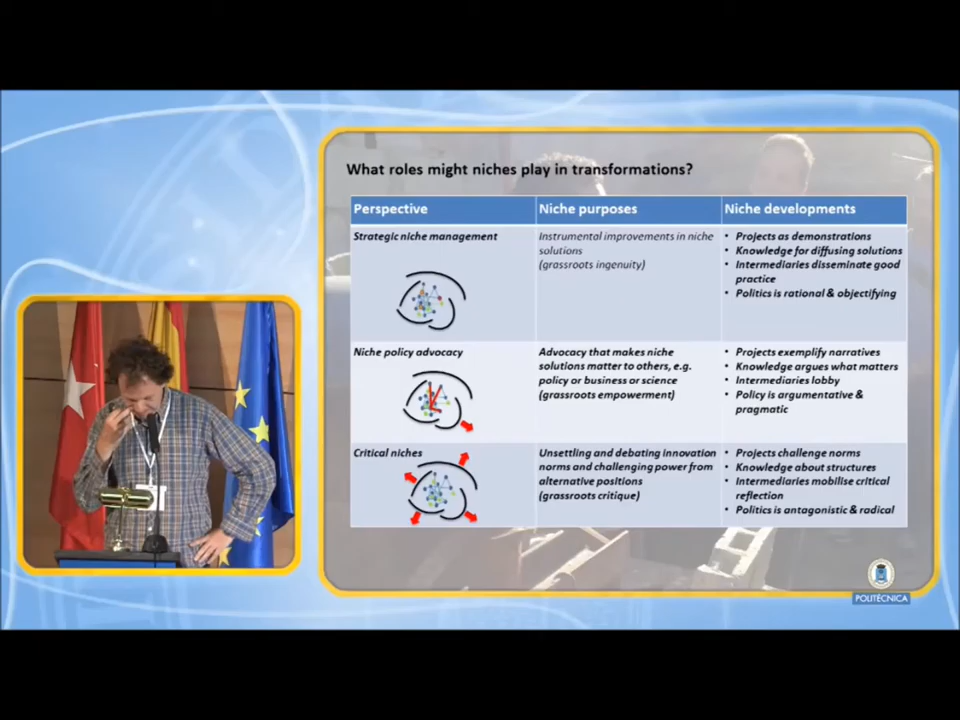 What roles might niches play in transformations?
Perspective
Niche purposes
Niche developments
Strategic niche management
Instrumental improvements in niche
solutions
(grassroots ingenuity)
• Projects as demonstrations
• Knowledge for diffusing solutions
• Intermediaries disseminate good
practice
• Politics is rational & objectifying
Niche policy advocacy
Advocacy that makes niche
solutions matter to others, e.g.
policy or business or science
(grassroots empowerment)
• Projects exemplify narratives
• Knowledge argues what matters
• Intermediaries lobby
• Policy is argumentative &
pragmatic
Critical niches
Unsettling and debating innovation
norms and challenging power from
alternative positions
(grassroots critique)
• Projects challenge norms
• Knowledge about structures
• Intermediaries mobilise critical
reflection
• Politics is antagonistic & radical
POLITÉCNICA